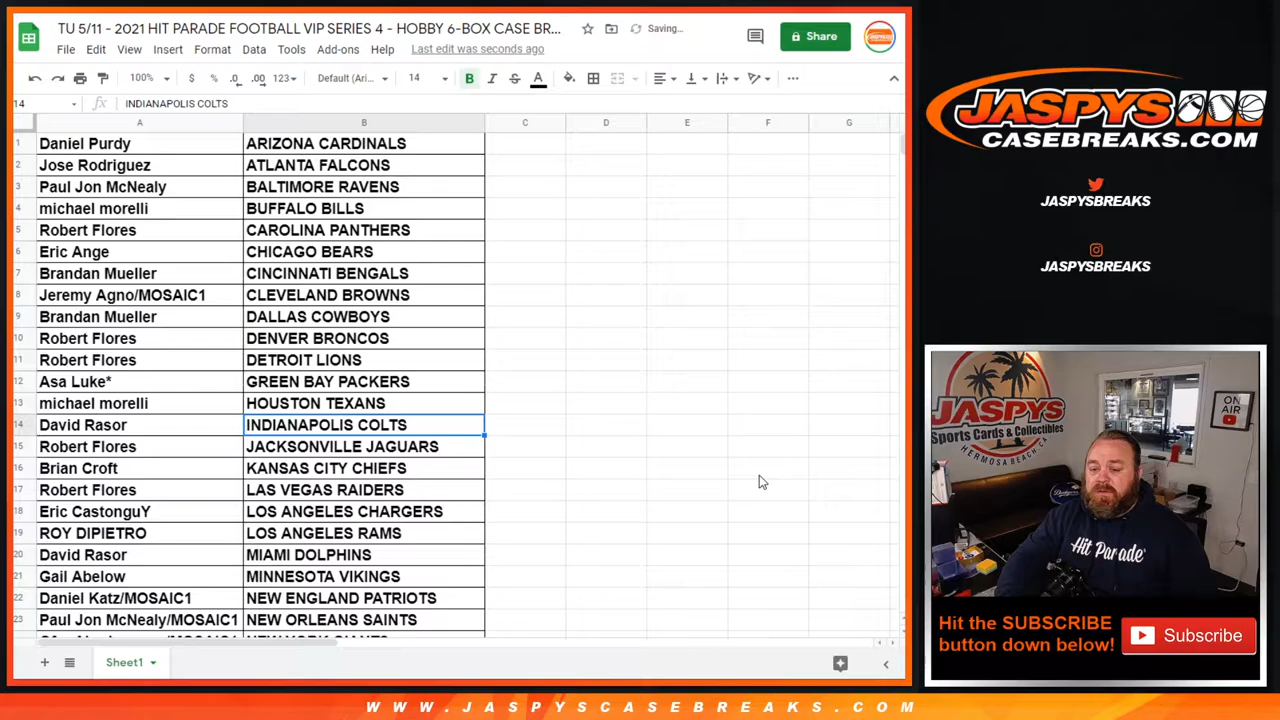 TU 5/11 - 2021 HIT PARADE FOOTBALL VIP SERIES 4 - HOBBY 6-BOX CASE BR...
Saving...
Share
File Edit View Insert Format Data Tools Add-ons Help Last edit was seconds ago
100% $ % .0 .00 123 Default (Ari... 14 B I S A
14 fx INDIANAPOLIS COLTS
A B C D E F G
1 Daniel Purdy ARIZONA CARDINALS
2 Jose Rodriguez ATLANTA FALCONS
3 Paul Jon McNealy BALTIMORE RAVENS
4 michael morelli BUFFALO BILLS
5 Robert Flores CAROLINA PANTHERS
6 Eric Ange CHICAGO BEARS
7 Brandan Mueller CINCINNATI BENGALS
8 Jeremy Agno/MOSAIC1 CLEVELAND BROWNS
9 Brandan Mueller DALLAS COWBOYS
10 Robert Flores DENVER BRONCOS
11 Robert Flores DETROIT LIONS
12 Asa Luke* GREEN BAY PACKERS
13 michael morelli HOUSTON TEXANS
14 David Rasor INDIANAPOLIS COLTS
15 Robert Flores JACKSONVILLE JAGUARS
16 Brian Croft KANSAS CITY CHIEFS
17 Robert Flores LAS VEGAS RAIDERS
18 Eric CastonguY LOS ANGELES CHARGERS
19 ROY DIPIETRO LOS ANGELES RAMS
20 David Rasor MIAMI DOLPHINS
21 Gail Abelow MINNESOTA VIKINGS
22 Daniel Katz/MOSAIC1 NEW ENGLAND PATRIOTS
23 Paul Jon McNealy/MOSAIC1 NEW ORLEANS SAINTS
NEW YORK GIANTS
Sheet1
JASPYS
CASEBREAKS.COM
JASPYSBREAKS
JASPYSBREAKS
JASPYS
Sports Cards & Collectibles
HERMOSA BEACH, CA
ON
AIR
Dodgers
Hit Parade
Hit the SUBSCRIBE
button down below!
Subscribe
WWW.JASPYSCASEBREAKS.COM